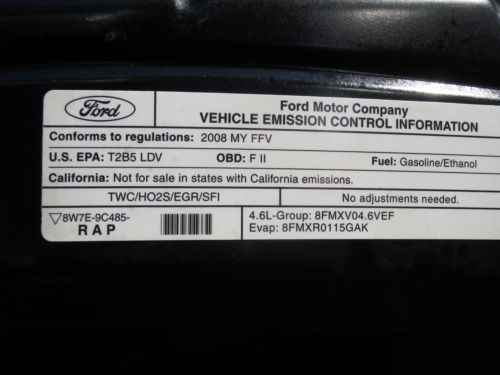 Ford
Ford Motor Company
VEHICLE EMISSION CONTROL INFORMATION
Conforms to regulations: 2008 MY FFV
U.S. EPA: T2B5 LDV OBD: F II Fuel: Gasoline/Ethanol
California: Not for sale in states with California emissions.
TWC/HO2S/EGR/SFI No adjustments needed.
▽8W7E-9C485- 4.6L-Group: 8FMXV04.6VEF
R A P Evap: 8FMXR0115GAK